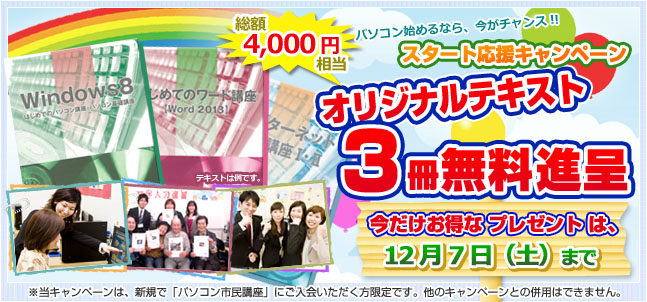 総額
4,000円
相当
パソコン始めるなら、今がチャンス!!
スタート応援キャンペーン
オリジナルテキスト
3冊無料進呈
今だけお得な プレゼント は、
12月7日（土）まで
Windows8
はじめてのワード講座
[Word 2013]
テキストは例です。
※当キャンペーンは、新規で「パソコン市民講座」にご入会いただく方限定です。他のキャンペーンとの併用はできません。